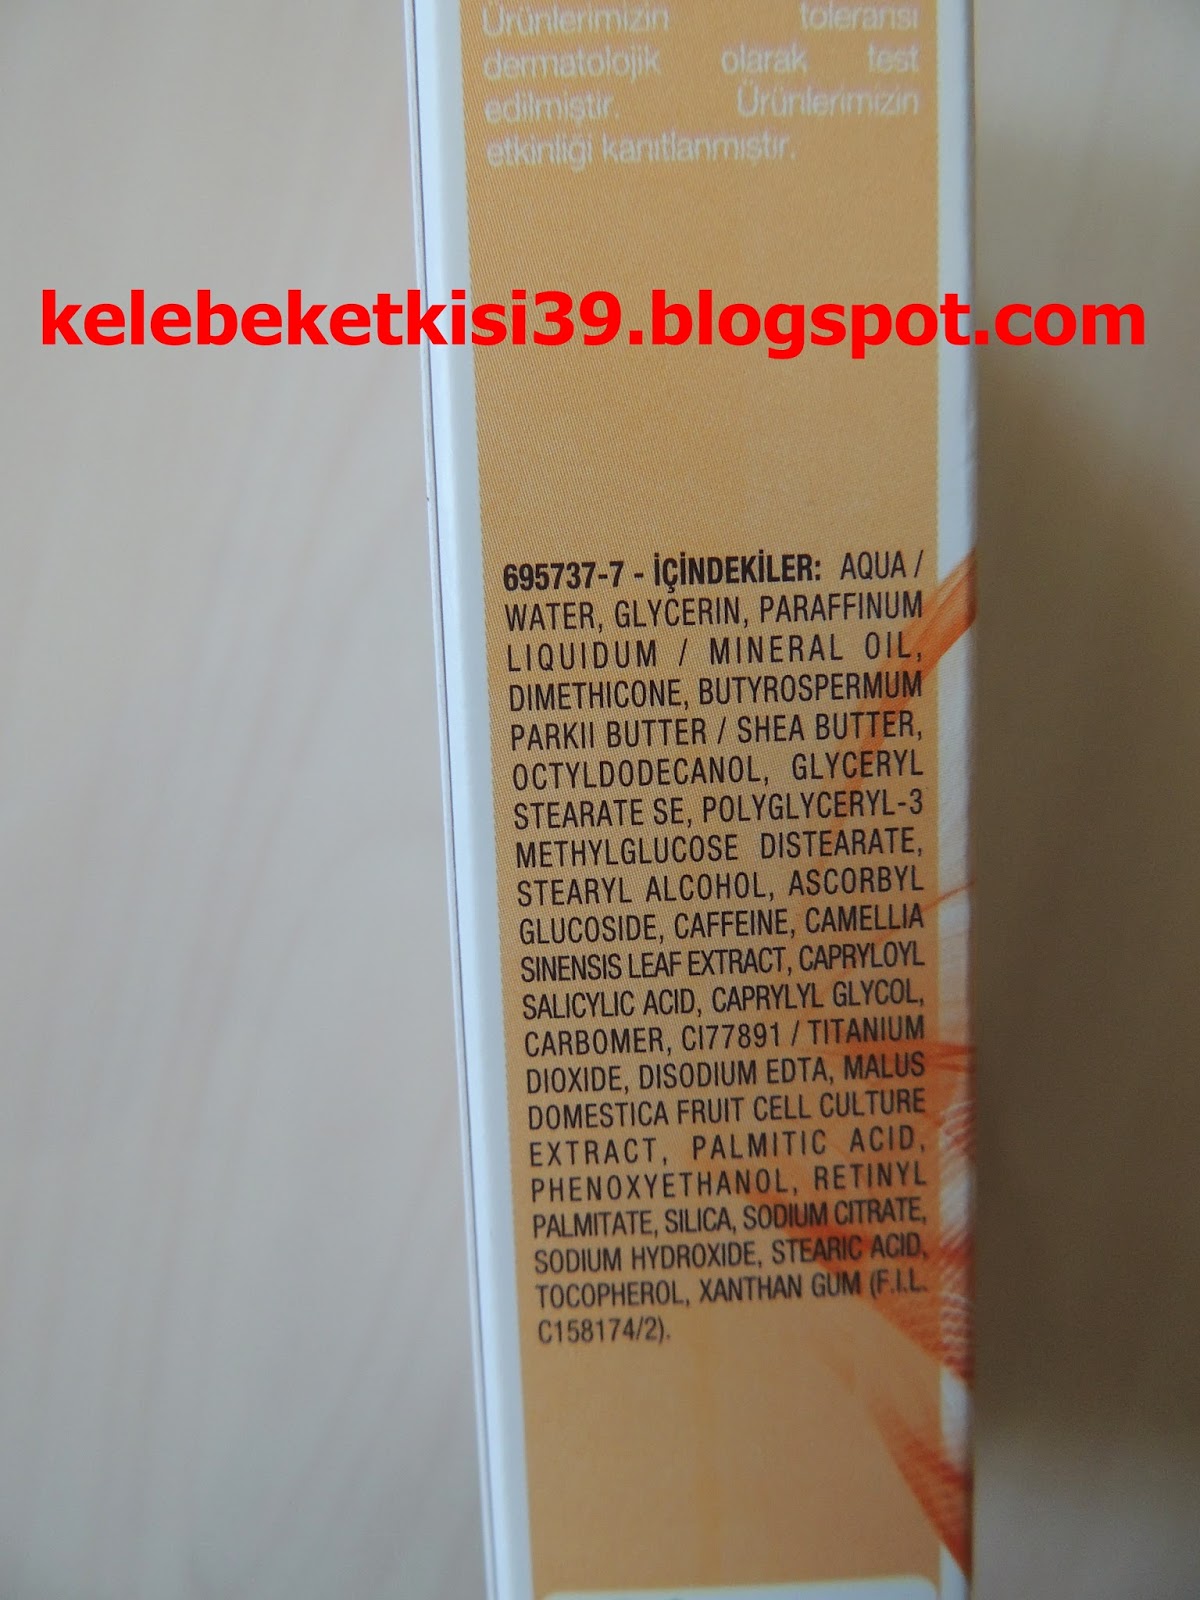 Ürünlerimizin toleransı
dermatolojik olarak test
edilmiştir. Ürünlerimizin
etkinliği kanıtlanmıştır.
kelebeketkisi39.blogspot.com
695737-7 - İÇİNDEKİLER: AQUA /
WATER, GLYCERIN, PARAFFINUM
LIQUIDUM / MINERAL OIL,
DIMETHICONE, BUTYROSPERMUM
PARKII BUTTER / SHEA BUTTER,
OCTYLDODECANOL, GLYCERYL
STEARATE SE, POLYGLYCERYL-3
METHYLGLUCOSE DISTEARATE,
STEARYL ALCOHOL, ASCORBYL
GLUCOSIDE, CAFFEINE, CAMELLIA
SINENSIS LEAF EXTRACT, CAPRYLOYL
SALICYLIC ACID, CAPRYLYL GLYCOL,
CARBOMER, CI77891 / TITANIUM
DIOXIDE, DISODIUM EDTA, MALUS
DOMESTICA FRUIT CELL CULTURE
EXTRACT, PALMITIC ACID,
PHENOXYETHANOL, RETINYL
PALMITATE, SILICA, SODIUM CITRATE,
SODIUM HYDROXIDE, STEARIC ACID,
TOCOPHEROL, XANTHAN GUM (F.I.L.
C158174/2).